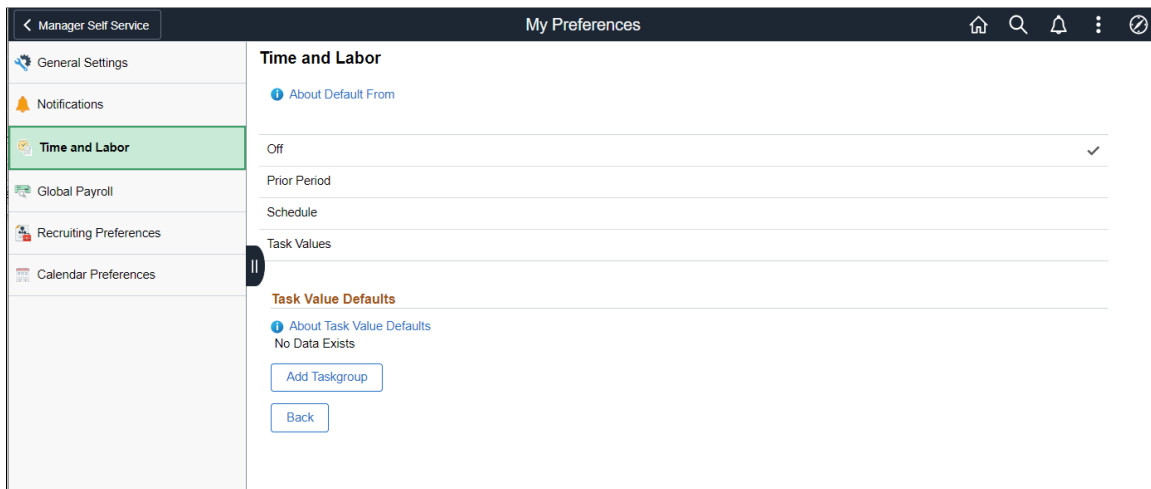 Manager Self Service
My Preferences
General Settings
Notifications
Time and Labor
Global Payroll
Recruiting Preferences
Calendar Preferences
Time and Labor
About Default From
Off
Prior Period
Schedule
Task Values
Task Value Defaults
About Task Value Defaults
No Data Exists
Add Taskgroup
Back